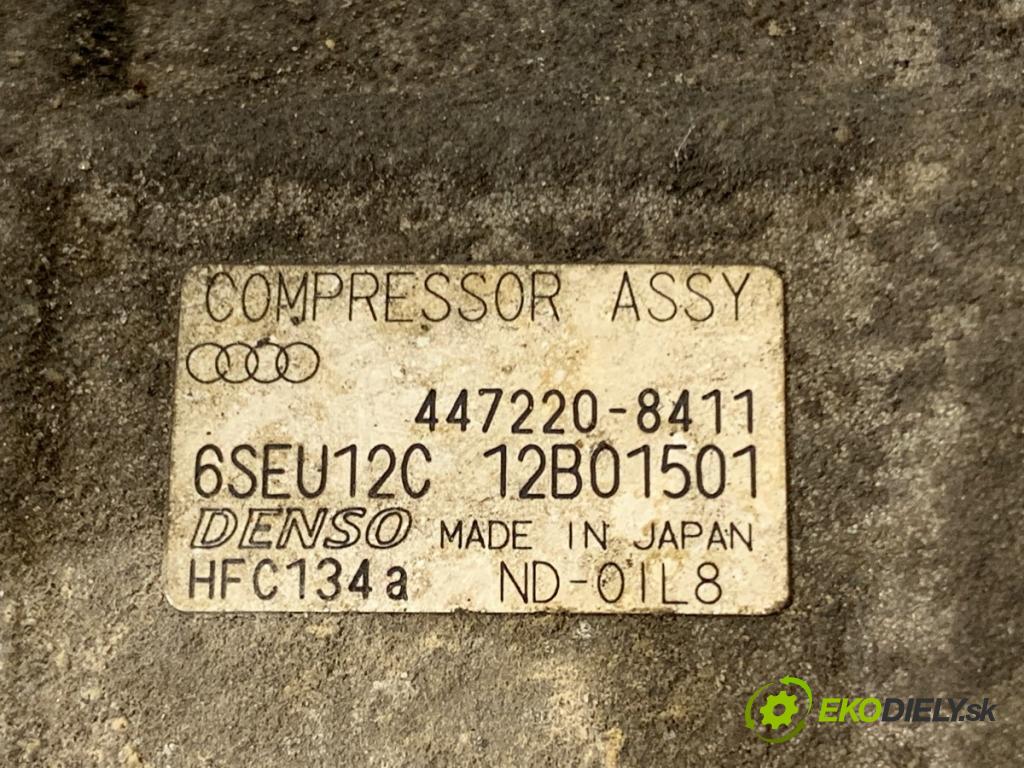 COMPRESSOR ASSY
447220-8411
6SEU12C 12B01501
DENSO MADE IN JAPAN
HFC134a ND-OIL8
EKODIELY.sk